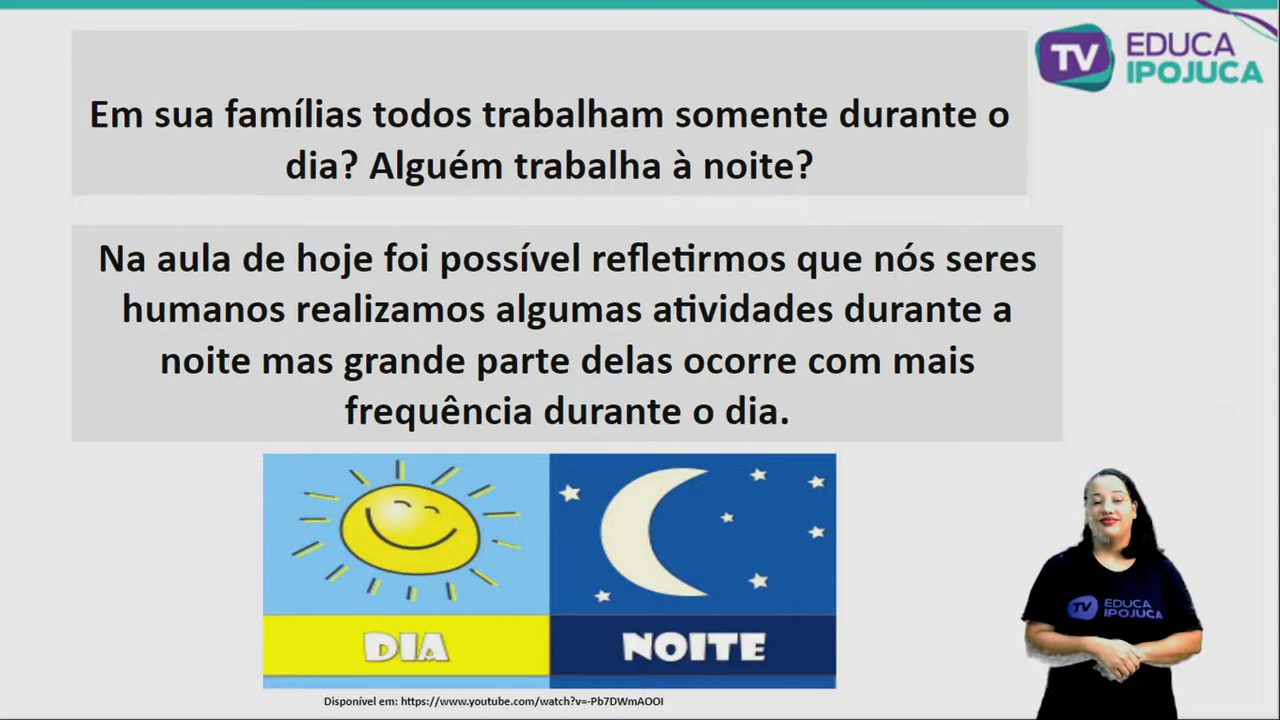 TV EDUCA
IPOJUCA
Em sua famílias todos trabalham somente durante o
dia? Alguém trabalha à noite?
Na aula de hoje foi possível refletirmos que nós seres
humanos realizamos algumas atividades durante a
noite mas grande parte delas ocorre com mais
frequência durante o dia.
DIA
NOITE
Disponível em: https://www.youtube.com/watch?v=-Pb7DWmAOOI
TV EDUCA
IPOJUCA